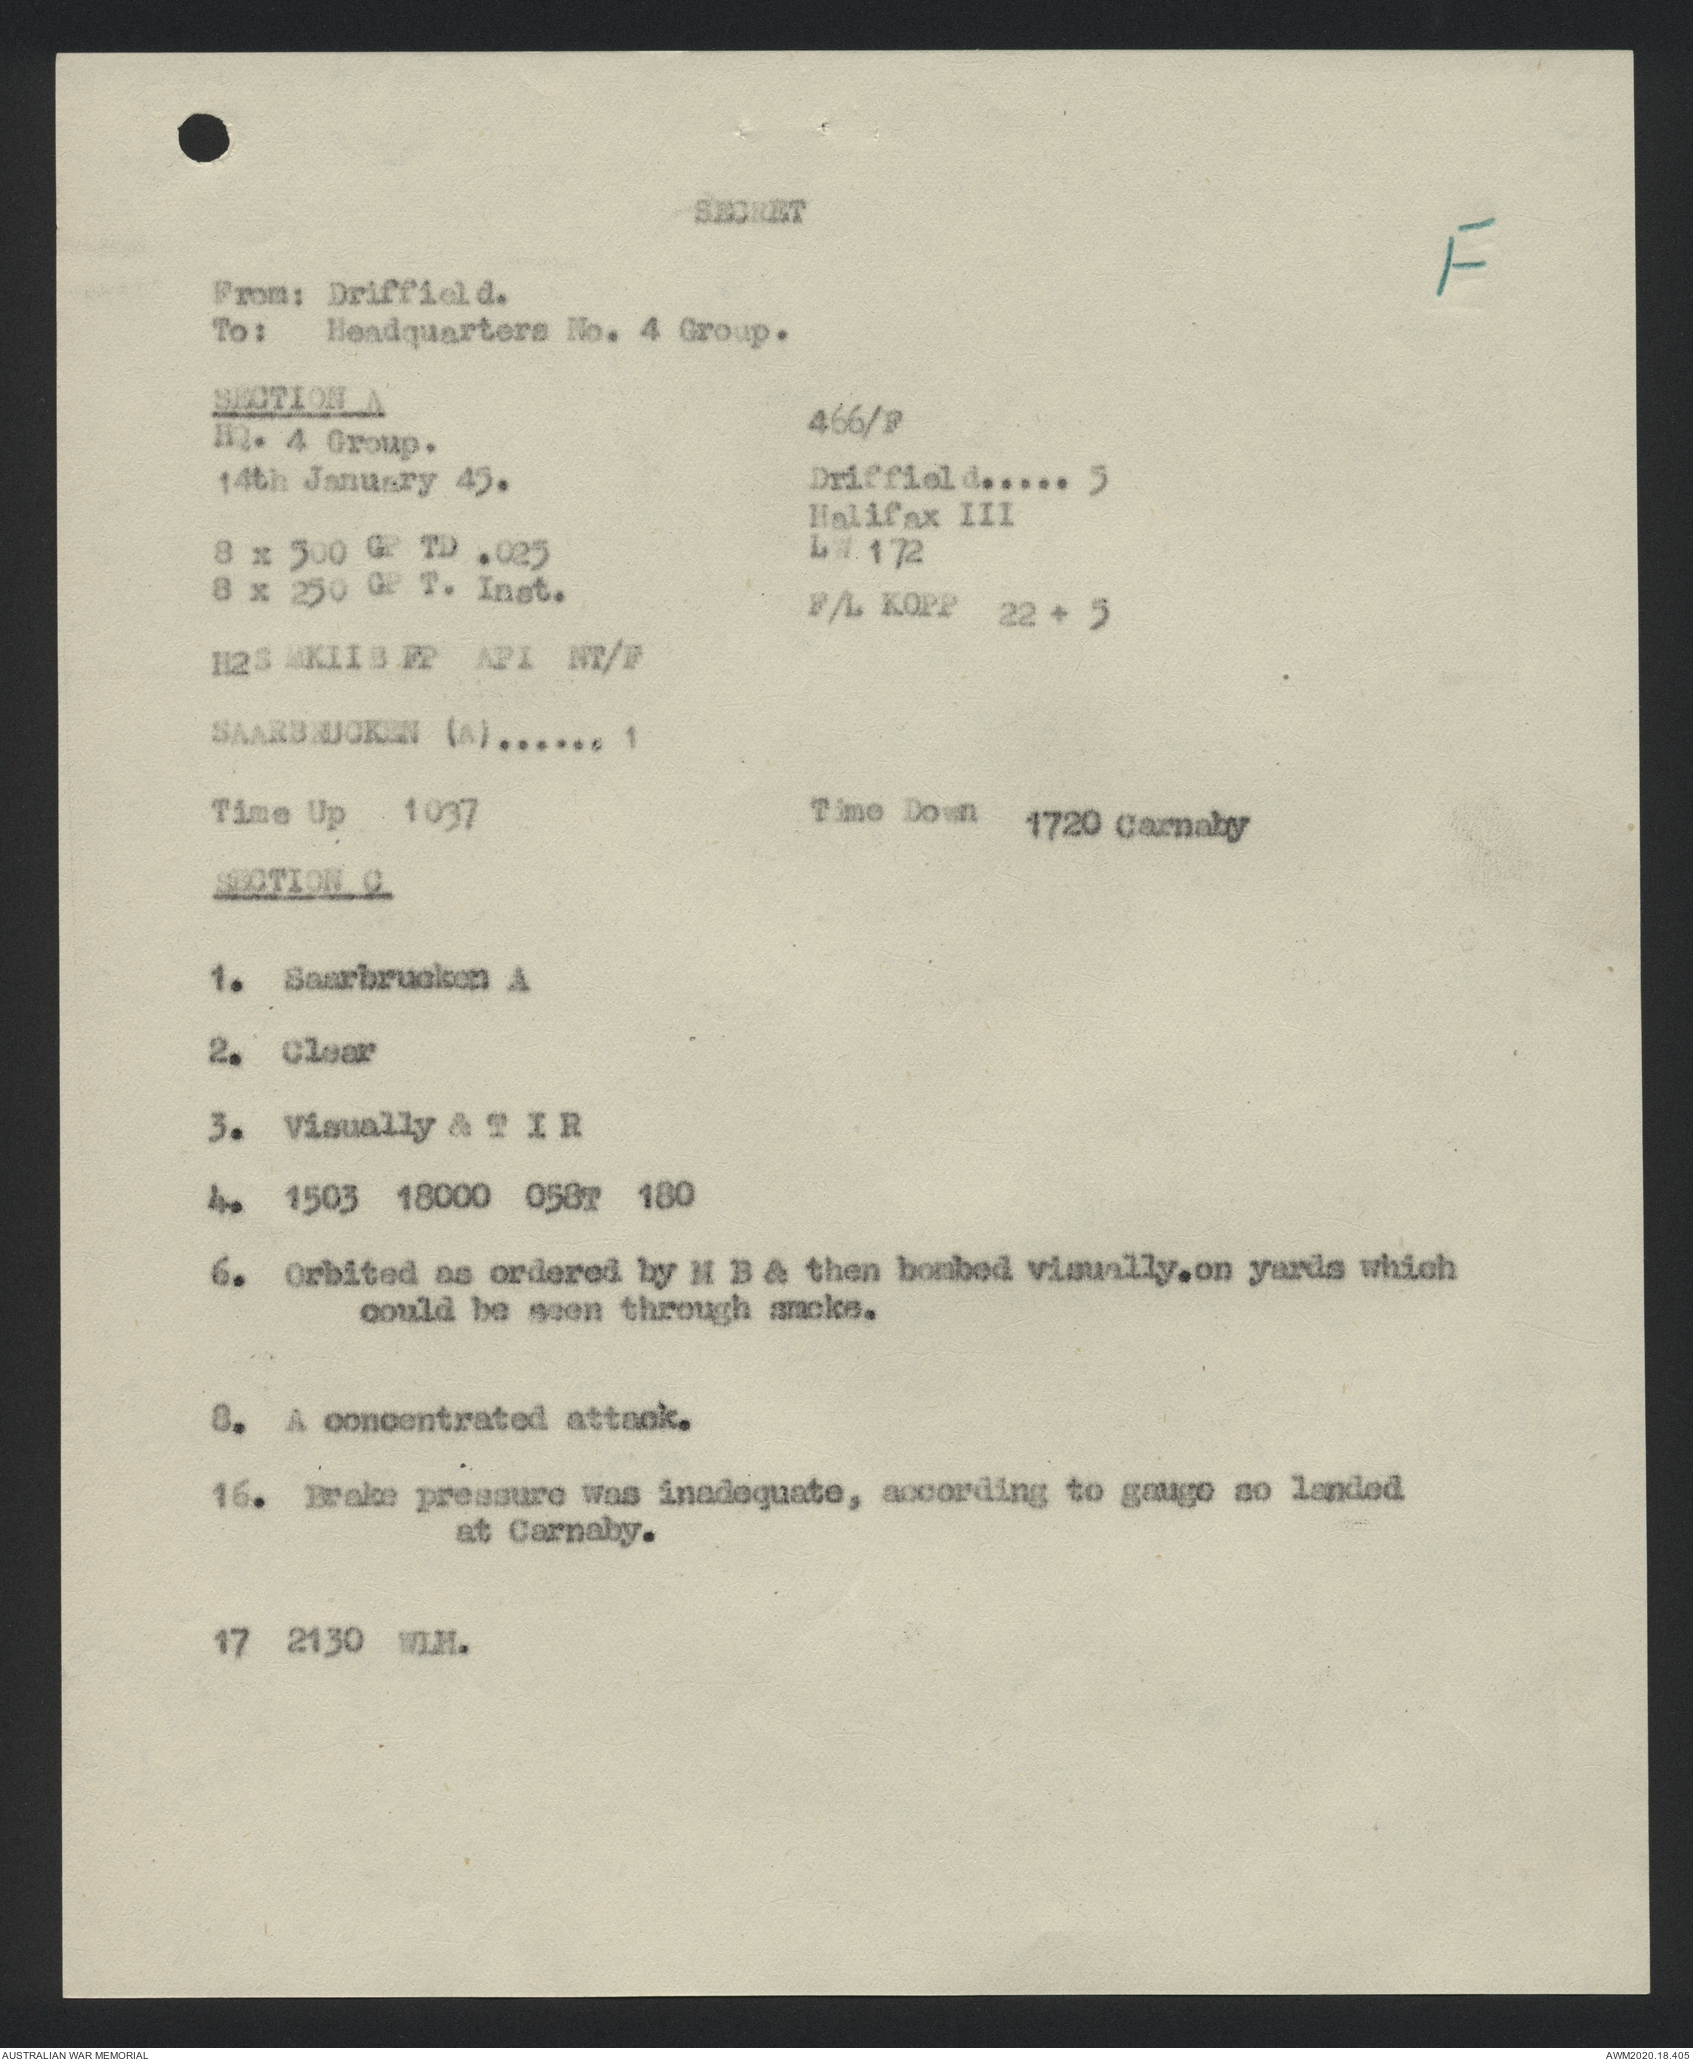 SECRET
F
From: Driffield.
To: Headquarters No. 4 Group.
SECTION A
HQ. 4 Group.
14th January 45.
8 x 500 GP TD .025
8 x 250 GP T. Inst.
H2S MKIIB FP API NT/F
SAARBRUCKEN (A)...... 1
466/F
Driffield..... 5
Halifax III
LW 172
F/L KOPP 22 + 5
Time Up 1037 Time Down 1720 Carnaby
SECTION C
1. Saarbrucken A
2. Clear
3. Visually & T I R
4. 1503 18000 058T 180
6. Orbited as ordered by M B & then bombed visually.on yards which
could be seen through smoke.
8. A concentrated attack.
16. Brake pressure was inadequate, according to gauge so landed
at Carnaby.
17 2130 WLH.
AUSTRALIAN WAR MEMORIAL
AWM2020.18.405